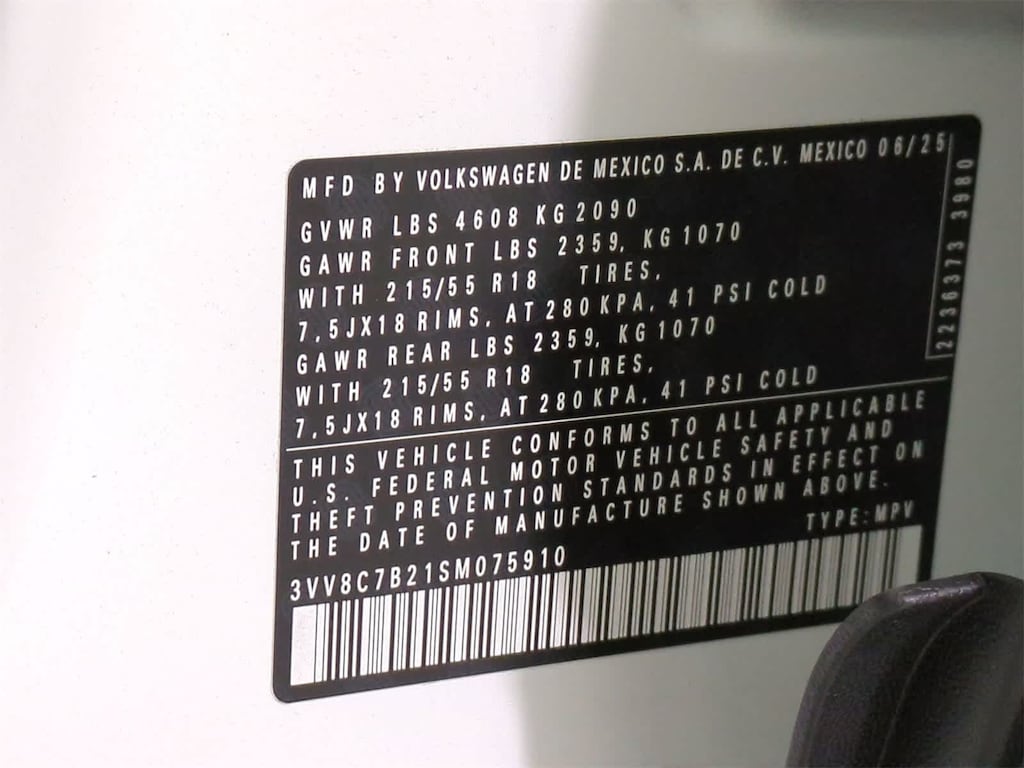 MFD BY VOLKSWAGEN DE MEXICO S.A. DE C.V. MEXICO 06/25
GVWR LBS 4608 KG 2090
GAWR FRONT LBS 2359, KG 1070
WITH 215/55 R18 TIRES,
7,5JX18 RIMS, AT 280 KPA, 41 PSI COLD
GAWR REAR LBS 2359, KG 1070
WITH 215/55 R18 TIRES,
7,5JX18 RIMS, AT 280 KPA, 41 PSI COLD
2236373 3980
THIS VEHICLE CONFORMS TO ALL APPLICABLE
U.S. FEDERAL MOTOR VEHICLE SAFETY AND
THEFT PREVENTION STANDARDS IN EFFECT ON
THE DATE OF MANUFACTURE SHOWN ABOVE.
TYPE:MPV
3VV8C7B21SM075910